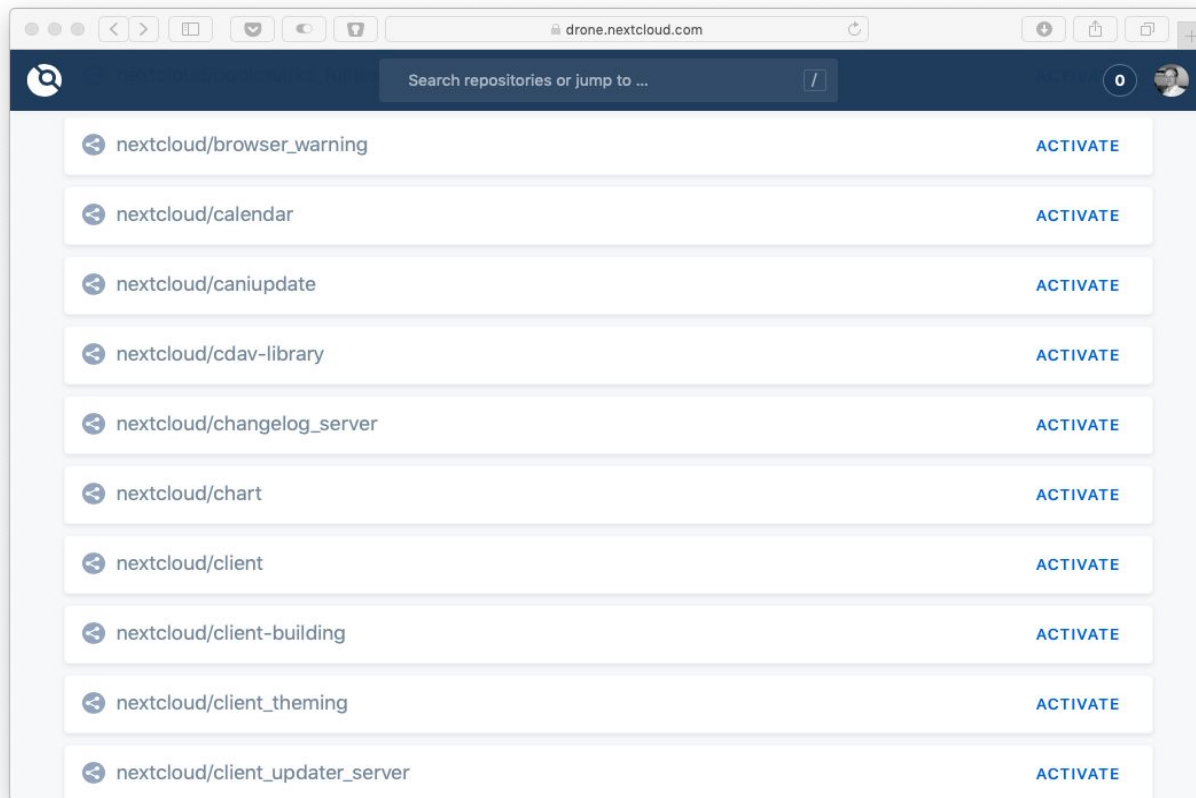 drone.nextcloud.com
Search repositories or jump to ... /
0
nextcloud/browser_warning ACTIVATE
nextcloud/calendar ACTIVATE
nextcloud/caniupdate ACTIVATE
nextcloud/cdav-library ACTIVATE
nextcloud/changelog_server ACTIVATE
nextcloud/chart ACTIVATE
nextcloud/client ACTIVATE
nextcloud/client-building ACTIVATE
nextcloud/client_theming ACTIVATE
nextcloud/client_updater_server ACTIVATE